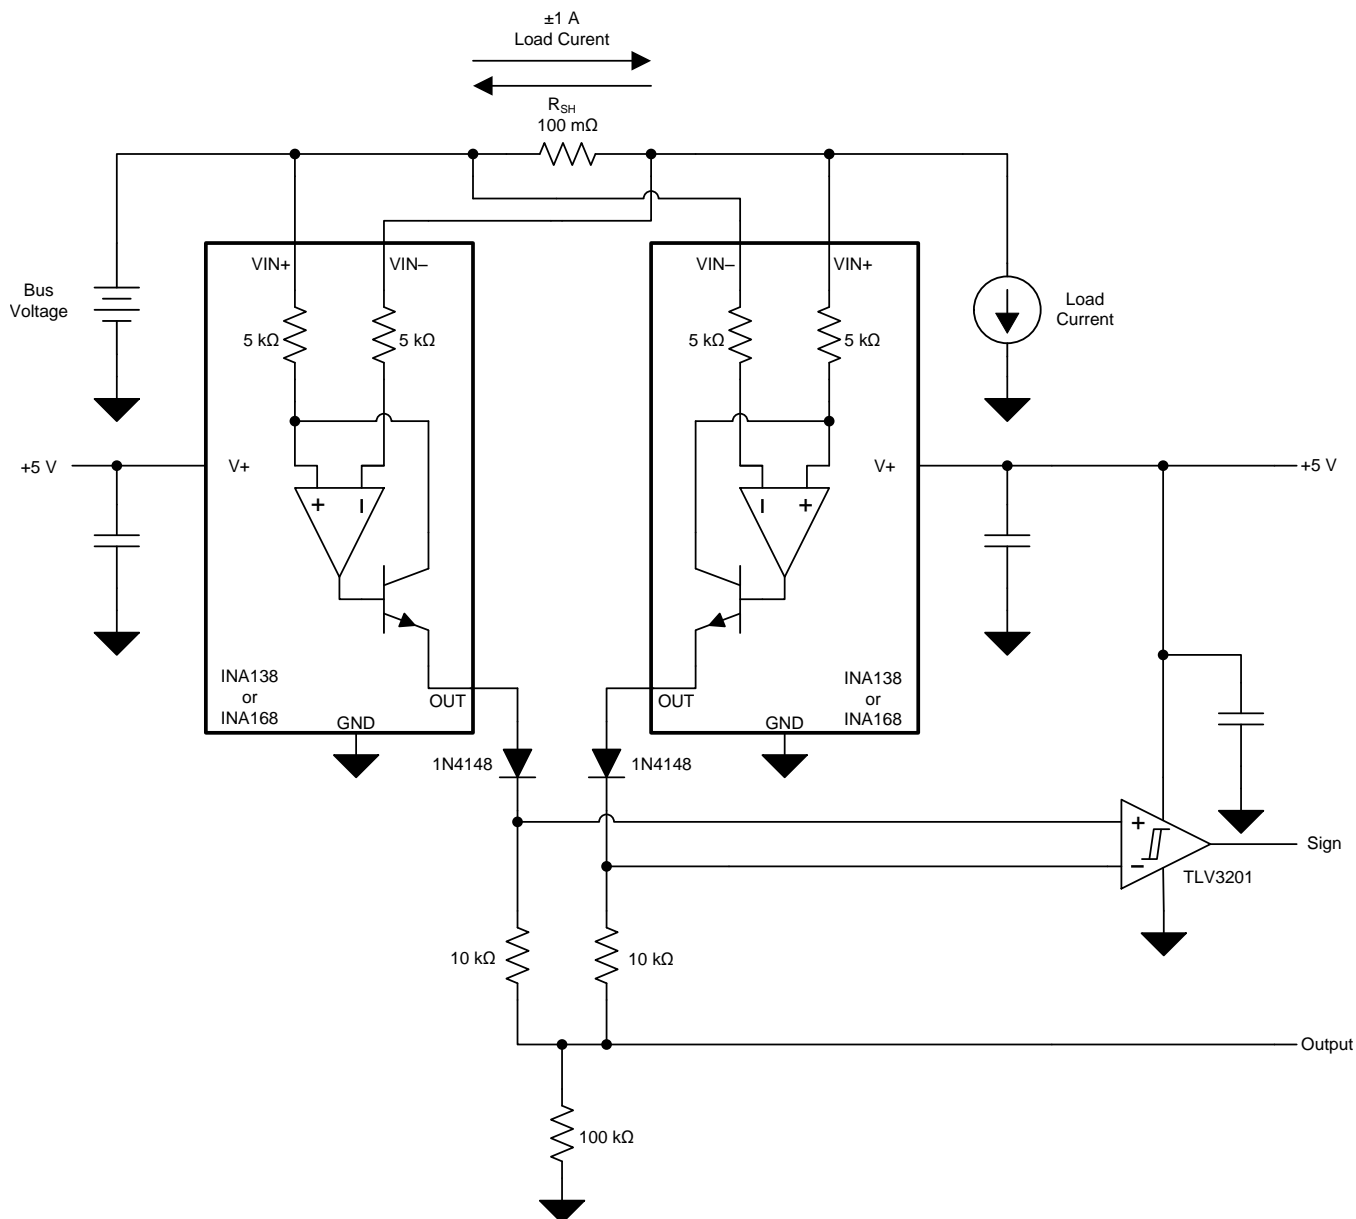 ±1 A
Load Curent
R_SH
100 mΩ
VIN+
VIN–
VIN–
VIN+
Bus
Voltage
Load
Current
5 kΩ
5 kΩ
5 kΩ
5 kΩ
+5 V
V+
V+
+5 V
+
–
–
+
INA138
or
INA168
OUT
GND
OUT
GND
INA138
or
INA168
1N4148
1N4148
+
–
Sign
TLV3201
10 kΩ
10 kΩ
Output
100 kΩ